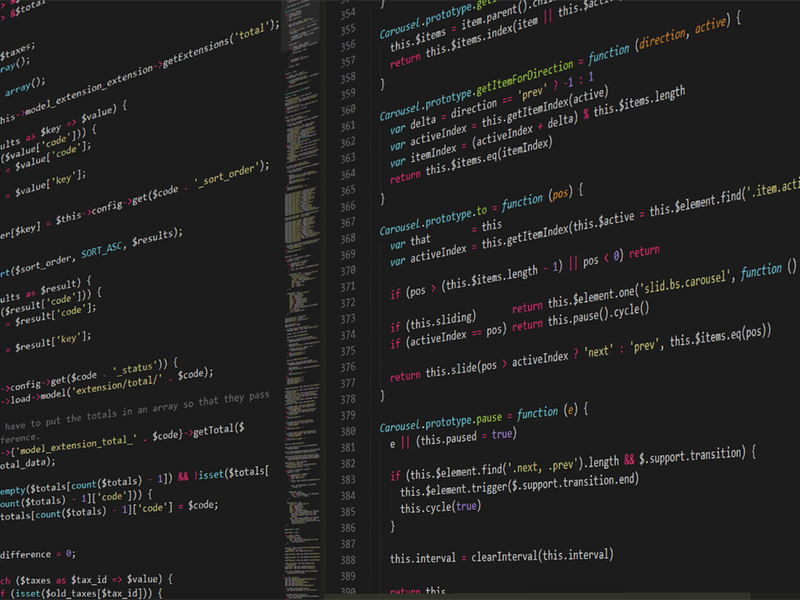 &$total
$taxes;
array();
his->model_extension_extension->getExtensions('total');
as $key => $value) {
($value['code'])) {
= $value['code'];
= $value['key'];
[$key] = $this->config->get($code . '_sort_order');
($sort_order, SORT_ASC, $results);
as $result) {
($result['code'])) {
= $result['code'];
= $result['key'];
->config->get($code . '_status')) {
->load->model('extension/total/' . $code);
have to put the totals in an array so that they pass
ference.
->{'model_extension_total_' . $code}->getTotal($
otal_data);
empty($totals[count($totals) - 1]) && !isset($totals[
ount($totals) - 1]['code'])) {
totals[count($totals) - 1]['code'] = $code;
difference = 0;
ch ($taxes as $tax_id => $value) {
f (isset($old_taxes[$tax_id])) {
354
355 Carousel.prototype.
356 this.$items = item.parent().
357 return this.$items.index(item || this.
358 }
359
360 Carousel.prototype.getItemForDirection = function (direction, active) {
361 var delta = direction == 'prev' ? -1 : 1
362 var activeIndex = this.getItemIndex(active)
363 var itemIndex = (activeIndex + delta) % this.$items.length
364 return this.$items.eq(itemIndex)
365 }
366
367 Carousel.prototype.to = function (pos) {
368 var that = this
369 var activeIndex = this.getItemIndex(this.$active = this.$element.find('.item.acti
370
371 if (pos > (this.$items.length - 1) || pos < 0) return
372
373 if (this.sliding) return this.$element.one('slid.bs.carousel', function ()
374 if (activeIndex == pos) return this.pause().cycle()
375
376 return this.slide(pos > activeIndex ? 'next' : 'prev', this.$items.eq(pos))
377 }
378
379 Carousel.prototype.pause = function (e) {
380 e || (this.paused = true)
381
382 if (this.$element.find('.next, .prev').length && $.support.transition) {
383 this.$element.trigger($.support.transition.end)
384 this.cycle(true)
385 }
386
387 this.interval = clearInterval(this.interval)
388
389 return this
390